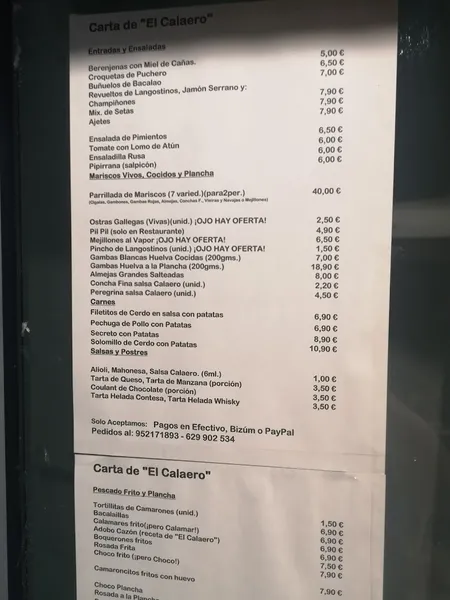 Carta de "El Calaero"
Entradas y Ensaladas
Berenjenas con Miel de Cañas. 5,00 €
Croquetas de Puchero 6,50 €
Buñuelos de Bacalao 7,00 €
Revueltos de Langostinos, Jamón Serrano y:
Champiñones 7,90 €
Mix. de Setas 7,90 €
Ajetes 7,90 €
Ensalada de Pimientos 6,50 €
Tomate con Lomo de Atún 6,00 €
Ensaladilla Rusa 6,00 €
Pipirrana (salpicón) 6,00 €
Mariscos Vivos, Cocidos y Plancha
Parrillada de Mariscos (7 varied.)(para2per.) 40,00 €
(Cigalas, Gambones, Gambas Rojas, Almejas, Conchas F., Vieiras y Navajas o Mejillones)
Ostras Gallegas (Vivas)(unid.) ¡OJO HAY OFERTA! 2,50 €
Pil Pil (solo en Restaurante) 4,90 €
Mejillones al Vapor ¡OJO HAY OFERTA! 6,50 €
Pincho de Langostinos (unid.) ¡OJO HAY OFERTA! 1,50 €
Gambas Blancas Huelva Cocidas (200gms.) 7,00 €
Gambas Huelva a la Plancha (200gms.) 18,90 €
Almejas Grandes Salteadas 8,00 €
Concha Fina salsa Calaero (unid.) 2,20 €
Peregrina salsa Calaero (unid.) 4,50 €
Carnes
Filetitos de Cerdo en salsa con patatas 6,90 €
Pechuga de Pollo con Patatas 6,90 €
Secreto con Patatas 8,90 €
Solomillo de Cerdo con Patatas 10,90 €
Salsas y Postres
Alioli, Mahonesa, Salsa Calaero. (6ml.) 1,00 €
Tarta de Queso, Tarta de Manzana (porción) 3,50 €
Coulant de Chocolate (porción) 3,50 €
Tarta Helada Contesa, Tarta Helada Whisky 3,50 €
Solo Aceptamos: Pagos en Efectivo, Bizúm o PayPal
Pedidos al: 952171893 - 629 902 534
Carta de "El Calaero"
Pescado Frito y Plancha
Tortillitas de Camarones (unid.) 1,50 €
Bacalaillas 6,90 €
Calamares frito(¡pero Calamar!) 6,90 €
Adobo Cazón (receta de "El Calaero") 6,90 €
Boquerones fritos 6,90 €
Rosada Frita 7,50 €
Choco frito (¡pero Choco!) 7,90 €
Camaroncitos fritos con huevo
Choco Plancha 7,90 €
Rosada a la Plancha